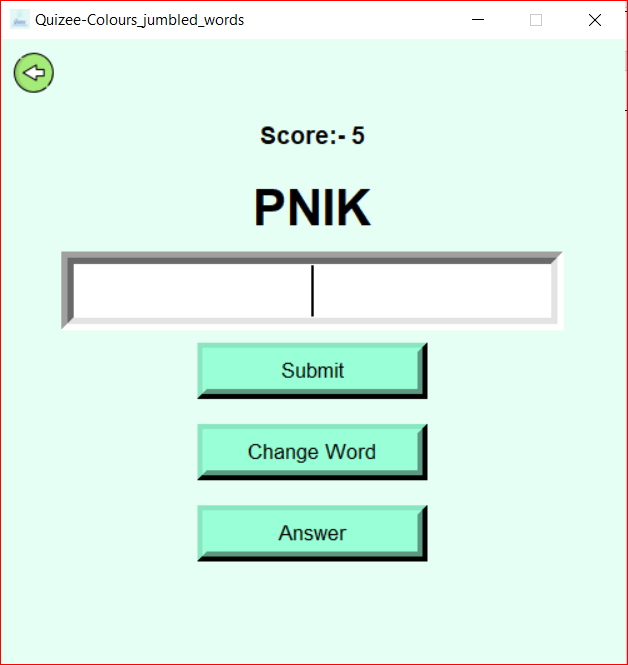 Quizee-Colours_jumbled_words
Score:- 5
PNIK
Submit
Change Word
Answer